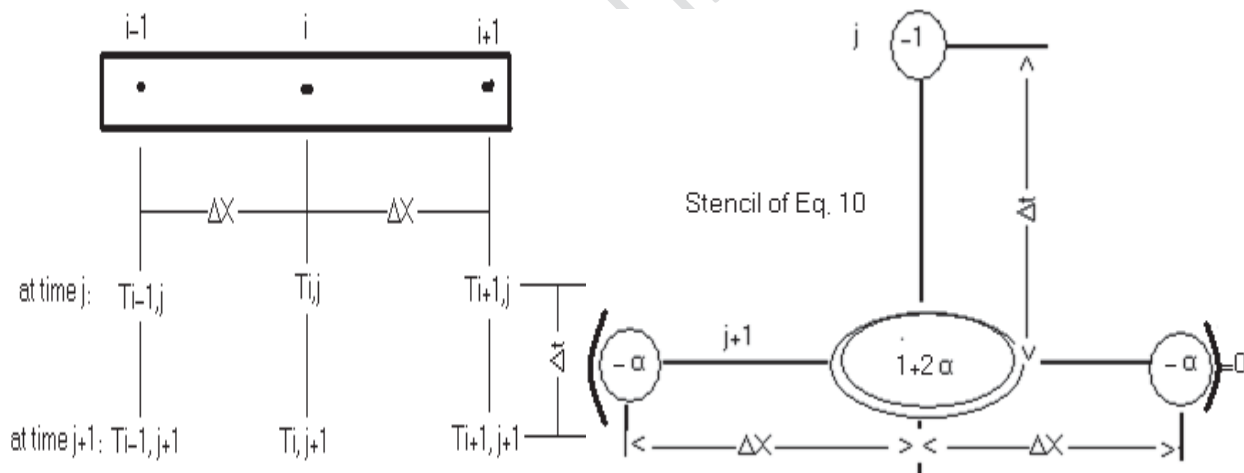 i-1 i i+1
ΔX ΔX
at time j: Ti-1,j Ti,j Ti+1,j
Δt
at time j+1: Ti-1, j+1 Ti, j+1 Ti+1, j+1
j -1
Stencil of Eq. 10
Δt
-α j+1 1+2α -α =0
ΔX ΔX